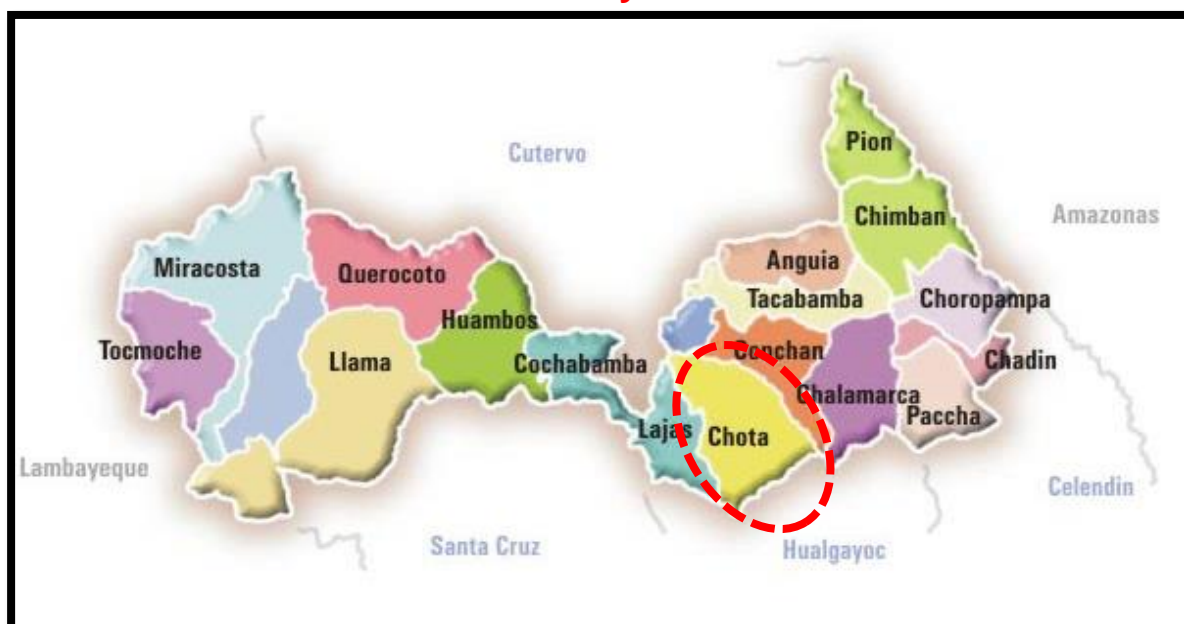 Pion
Cutervo
Chimban
Amazonas
Miracosta
Querocoto
Anguia
Tacabamba
Choropampa
Huambos
Tocmoche
Llama
Cochabamba
Conchan
Chadin
Chalamarca
Paccha
Lajas
Chota
Lambayeque
Celendin
Santa Cruz
Hualgayoc